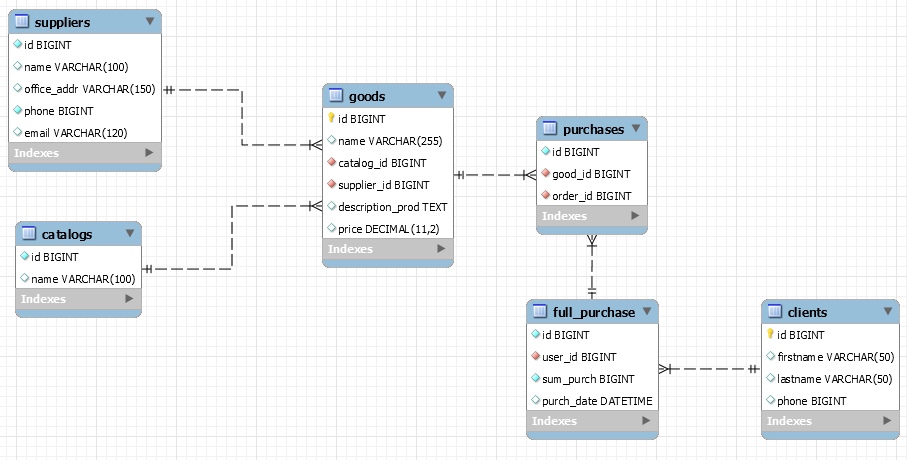 suppliers
id BIGINT
name VARCHAR(100)
office_addr VARCHAR(150)
phone BIGINT
email VARCHAR(120)
Indexes
catalogs
id BIGINT
name VARCHAR(100)
Indexes
goods
id BIGINT
name VARCHAR(255)
catalog_id BIGINT
supplier_id BIGINT
description_prod TEXT
price DECIMAL(11,2)
Indexes
purchases
id BIGINT
good_id BIGINT
order_id BIGINT
Indexes
full_purchase
id BIGINT
user_id BIGINT
sum_purch BIGINT
purch_date DATETIME
Indexes
clients
id BIGINT
firstname VARCHAR(50)
lastname VARCHAR(50)
phone BIGINT
Indexes